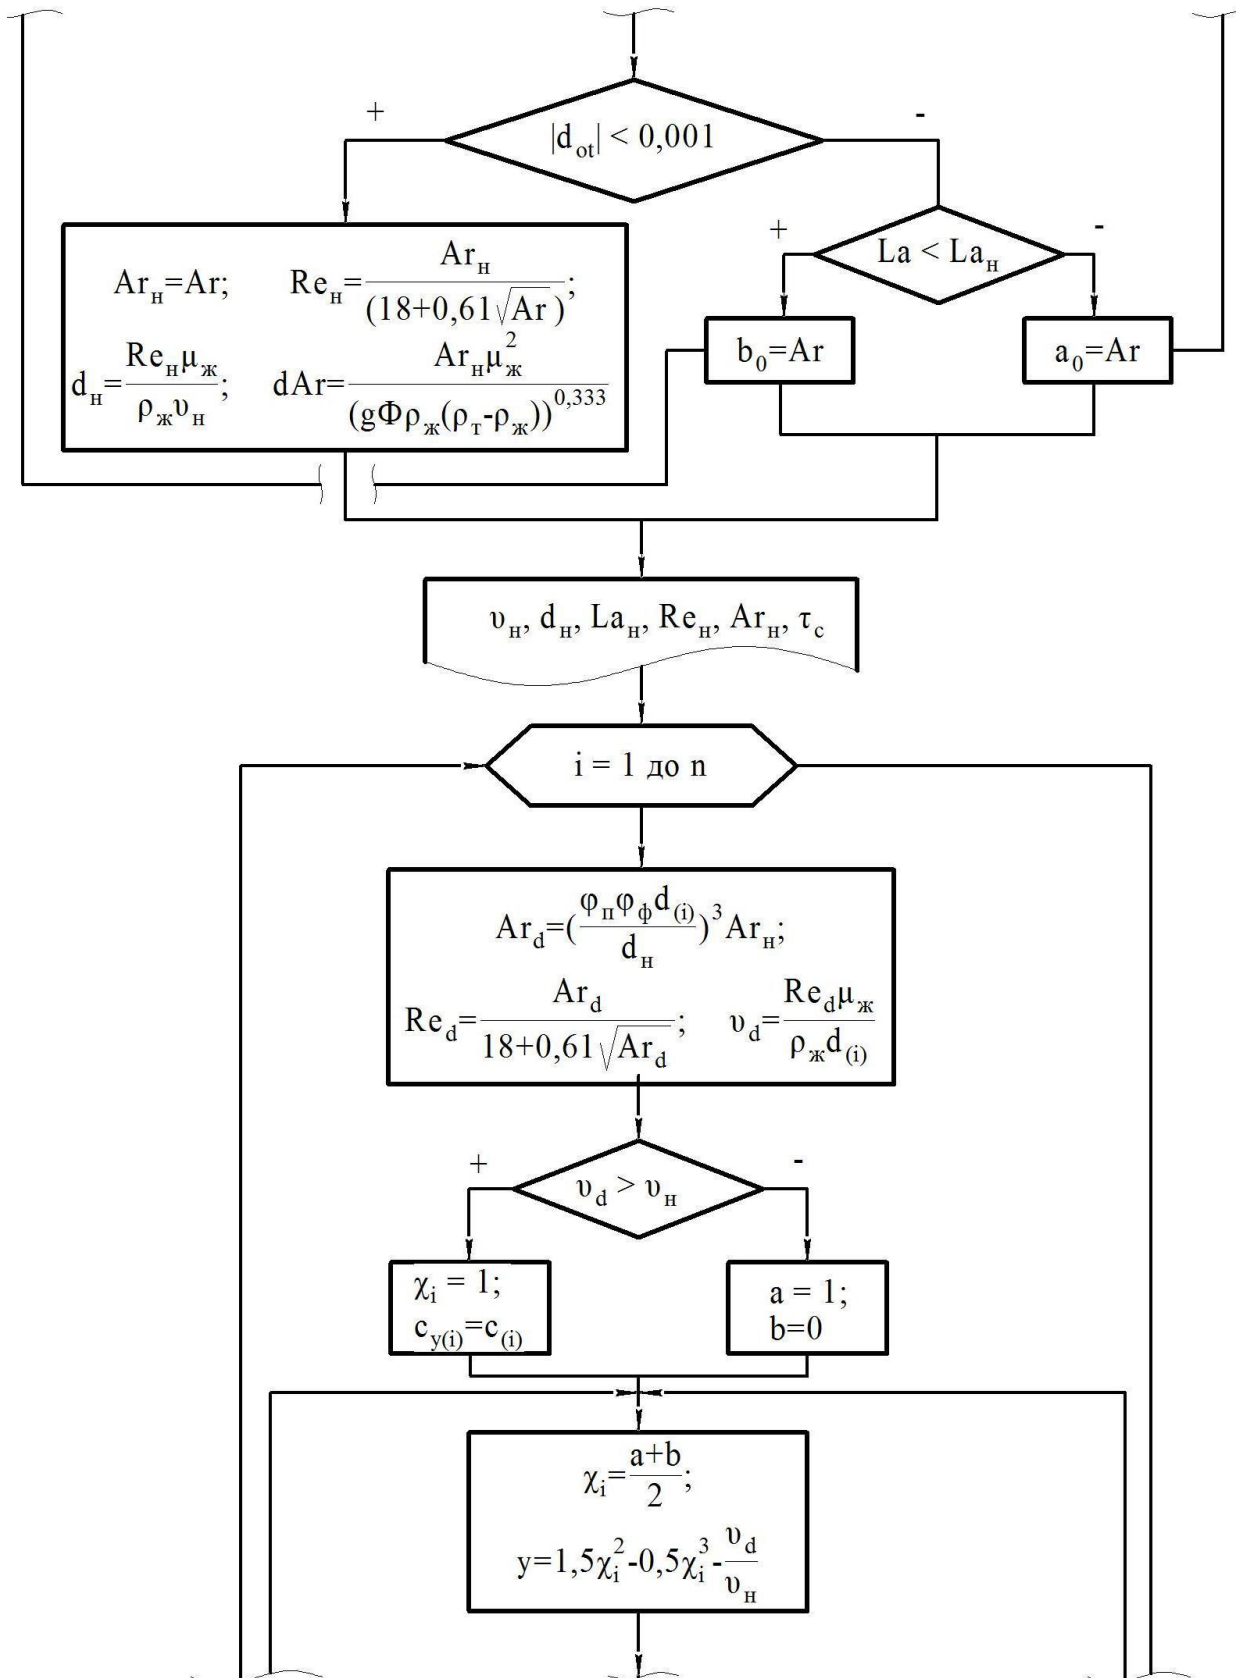 + -
|d_ot| < 0,001
+ -
La < La_н
Ar_н=Ar; Re_н=Ar_н/(18+0,61√Ar);
d_н=Re_нμ_ж/ρ_жυ_н; dAr=Ar_нμ_ж^2/(gΦρ_ж(ρ_т-ρ_ж))^0,333
b_0=Ar a_0=Ar
υ_н, d_н, La_н, Re_н, Ar_н, τ_с
i = 1 до n
Ar_d=(φ_пφ_фd_(i)/d_н)^3Ar_н;
Re_d=Ar_d/18+0,61√Ar_d; υ_d=Re_dμ_ж/ρ_жd_(i)
+ -
υ_d > υ_н
χ_i = 1;
c_y(i)=c_(i)
a = 1;
b=0
χ_i=a+b/2;
y=1,5χ_i^2-0,5χ_i^3-υ_d/υ_н